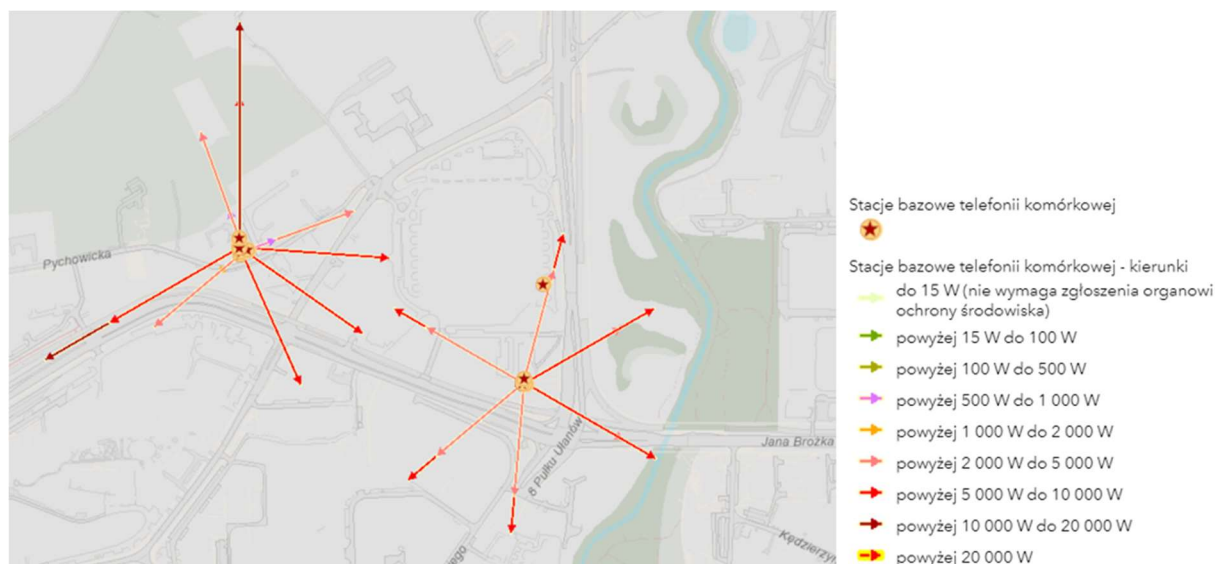 Pychowicka
8 Pułku Ułanów
Jana Brożka
Kędzierzyń
iego
Stacje bazowe telefonii komórkowej
Stacje bazowe telefonii komórkowej - kierunki
do 15 W (nie wymaga zgłoszenia organowi
ochrony środowiska)
powyżej 15 W do 100 W
powyżej 100 W do 500 W
powyżej 500 W do 1 000 W
powyżej 1 000 W do 2 000 W
powyżej 2 000 W do 5 000 W
powyżej 5 000 W do 10 000 W
powyżej 10 000 W do 20 000 W
powyżej 20 000 W